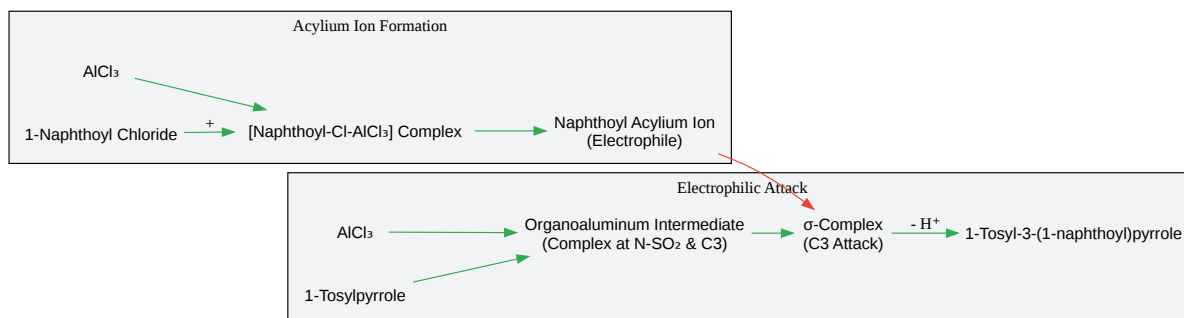 Acylium Ion Formation
AlCl₃
1-Naphthoyl Chloride
+
[Naphthoyl-Cl-AlCl₃] Complex
Naphthoyl Acylium Ion
(Electrophile)
Electrophilic Attack
AlCl₃
1-Tosylpyrrole
Organoaluminum Intermediate
(Complex at N-SO₂ & C3)
σ-Complex
(C3 Attack)
- H⁺
1-Tosyl-3-(1-naphthoyl)pyrrole